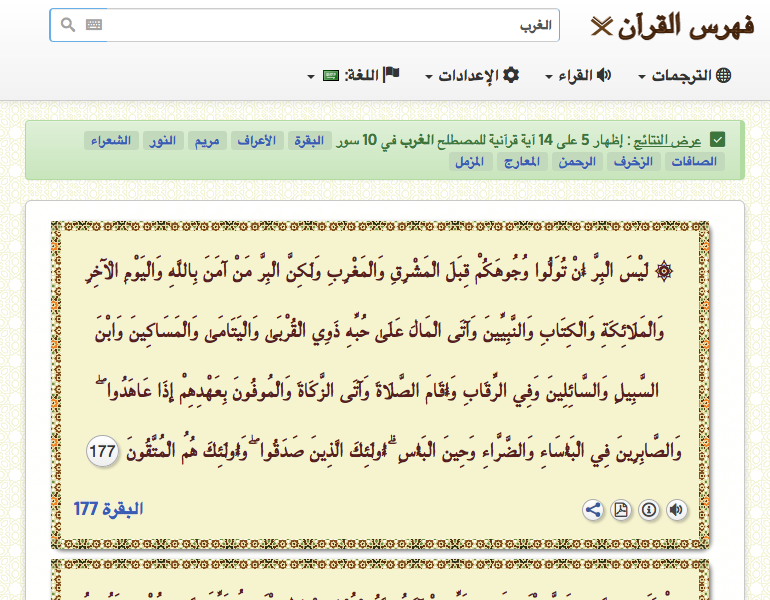 فهرس القرآن
الغرب
الترجمات القراء الإعدادات اللغة:
عرض النتائج : إظهار 5 على 14 آية قرآنية للمصطلح الغرب في 10 سور البقرة الأعراف مريم النور الشعراء
الصافات الزخرف الرحمن المعارج المزمل
۞ لَيْسَ الْبِرَّ أَنْ تُوَلُّوا وُجُوهَكُمْ قِبَلَ الْمَشْرِقِ وَالْمَغْرِبِ وَلَٰكِنَّ الْبِرَّ مَنْ آمَنَ بِاللَّهِ وَالْيَوْمِ الْآخِرِ
وَالْمَلَائِكَةِ وَالْكِتَابِ وَالنَّبِيِّينَ وَآتَى الْمَالَ عَلَىٰ حُبِّهِ ذَوِي الْقُرْبَىٰ وَالْيَتَامَىٰ وَالْمَسَاكِينَ وَابْنَ
السَّبِيلِ وَالسَّائِلِينَ وَفِي الرِّقَابِ وَأَقَامَ الصَّلَاةَ وَآتَى الزَّكَاةَ وَالْمُوفُونَ بِعَهْدِهِمْ إِذَا عَاهَدُوا ۖ
وَالصَّابِرِينَ فِي الْبَأْسَاءِ وَالضَّرَّاءِ وَحِينَ الْبَأْسِ ۗ أُولَٰئِكَ الَّذِينَ صَدَقُوا ۖ وَأُولَٰئِكَ هُمُ الْمُتَّقُونَ 177
البقرة 177